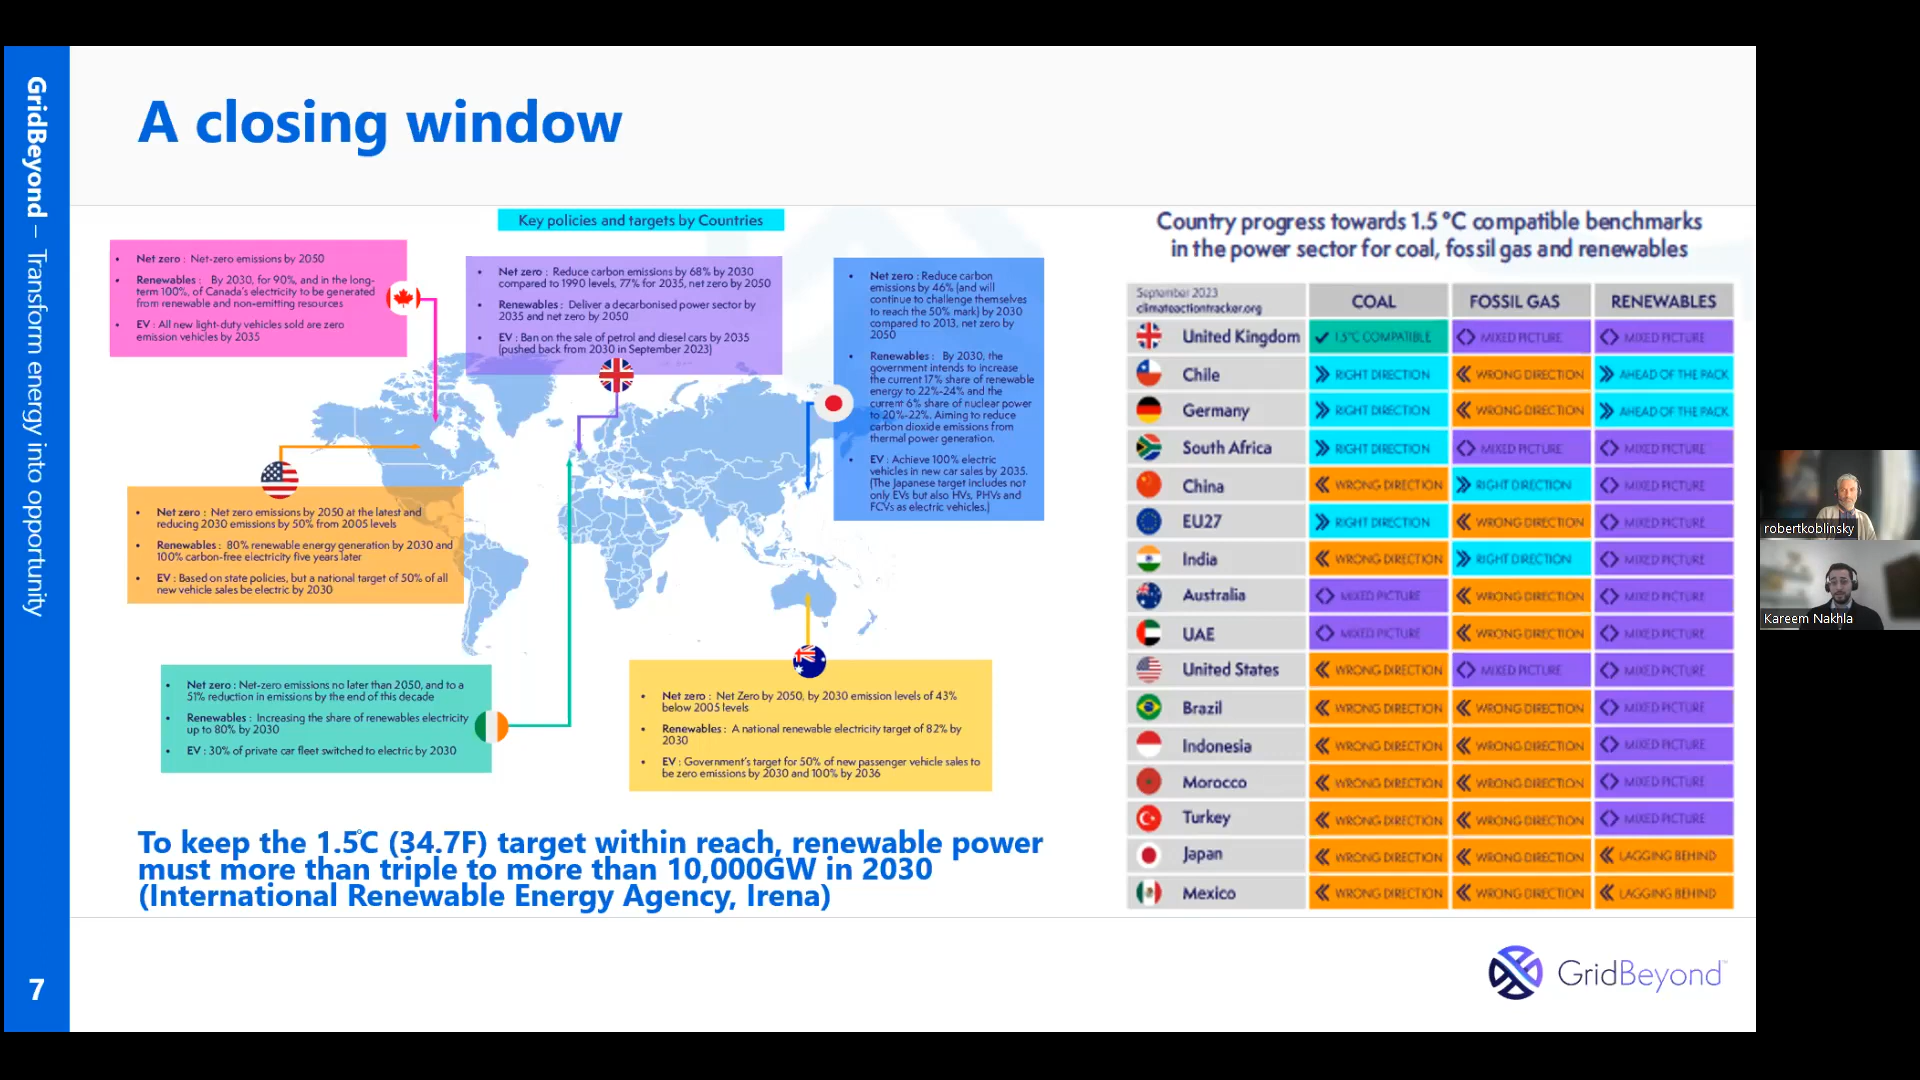 GridBeyond – Transform energy into opportunity
7
A closing window
Key policies and targets by Countries
• Net zero : Net-zero emissions by 2050
• Renewables : By 2030, for 90%, and in the long-
term 100%, of Canada's electricity to be generated
from renewable and non-emitting resources
• EV : All new light-duty vehicles sold are zero
emission vehicles by 2035
• Net zero : Reduce carbon emissions by 68% by 2030
compared to 1990 levels, 77% for 2035, net zero by 2050
• Renewables : Deliver a decarbonised power sector by
2035 and net zero by 2050
• EV : Ban on the sale of petrol and diesel cars by 2035
(pushed back from 2030 in September 2023)
• Net zero : Reduce carbon
emissions by 46% (and will
continue to challenge themselves
to reach the 50% mark) by 2030
compared to 2013, net zero by
2050
• Renewables : By 2030, the
government intends to increase
the current 17% share of renewable
energy to 22%-24% and the
current 6% share of nuclear power
to 20%-22%. Aiming to reduce
carbon dioxide emissions from
thermal power generation.
• EV : Achieve 100% electric
vehicles in new car sales by 2035.
(The Japanese target includes not
only EVs but also HVs, PHVs and
FCVs as electric vehicles.)
• Net zero : Net zero emissions by 2050 at the latest and
reducing 2030 emissions by 50% from 2005 levels
• Renewables : 80% renewable energy generation by 2030 and
100% carbon-free electricity five years later
• EV : Based on state policies, but a national target of 50% of all
new vehicle sales be electric by 2030
• Net zero : Net-zero emissions no later than 2050, and to a
51% reduction in emissions by the end of this decade
• Renewables : Increasing the share of renewables electricity
up to 80% by 2030
• EV : 30% of private car fleet switched to electric by 2030
• Net zero : Net Zero by 2050, by 2030 emission levels of 43%
below 2005 levels
• Renewables : A national renewable electricity target of 82% by
2030
• EV : Government's target for 50% of new passenger vehicle sales to
be zero emissions by 2030 and 100% by 2036
To keep the 1.5°C (34.7F) target within reach, renewable power
must more than triple to more than 10,000GW in 2030
(International Renewable Energy Agency, Irena)
Country progress towards 1.5 °C compatible benchmarks
in the power sector for coal, fossil gas and renewables
September 2023
climateactiontracker.org
COAL FOSSIL GAS RENEWABLES
United Kingdom 1.5°C COMPATIBLE MIXED PICTURE MIXED PICTURE
Chile RIGHT DIRECTION WRONG DIRECTION AHEAD OF THE PACK
Germany RIGHT DIRECTION WRONG DIRECTION AHEAD OF THE PACK
South Africa RIGHT DIRECTION MIXED PICTURE MIXED PICTURE
China WRONG DIRECTION RIGHT DIRECTION MIXED PICTURE
EU27 RIGHT DIRECTION WRONG DIRECTION MIXED PICTURE
India WRONG DIRECTION RIGHT DIRECTION MIXED PICTURE
Australia MIXED PICTURE WRONG DIRECTION MIXED PICTURE
UAE MIXED PICTURE WRONG DIRECTION MIXED PICTURE
United States WRONG DIRECTION MIXED PICTURE MIXED PICTURE
Brazil WRONG DIRECTION WRONG DIRECTION MIXED PICTURE
Indonesia WRONG DIRECTION WRONG DIRECTION MIXED PICTURE
Morocco WRONG DIRECTION WRONG DIRECTION MIXED PICTURE
Turkey WRONG DIRECTION WRONG DIRECTION MIXED PICTURE
Japan WRONG DIRECTION WRONG DIRECTION LAGGING BEHIND
Mexico WRONG DIRECTION WRONG DIRECTION LAGGING BEHIND
GridBeyond™
robertkoblinsky
Kareem Nakhla